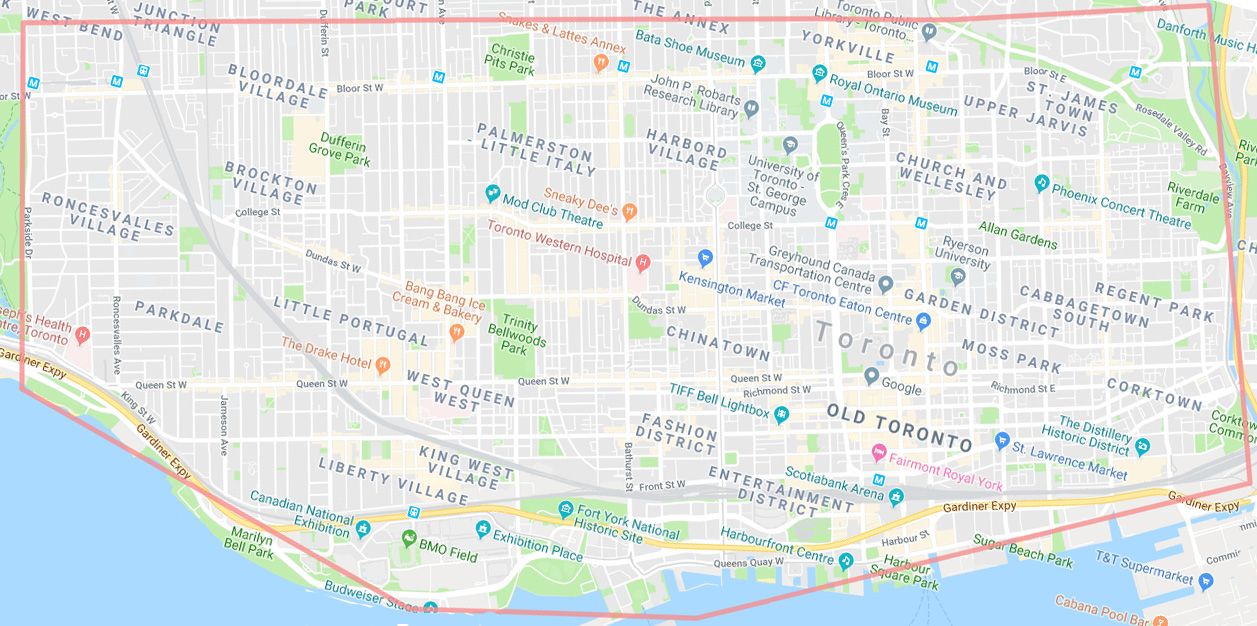 WEST BEND
JUNCTION
TRIANGLE
Dufferin St
COURT
PARK
Snakes & Lattes Annex
THE ANNEX
Bata Shoe Museum
YORKVILLE
Toronto Public
Library - Toronto...
Danforth Music Ha
Christie
Pits Park
BLOORDALE
VILLAGE
Bloor St W
John P. Robarts
Research Library
Royal Ontario Museum
Bloor St W
Bloor St E
ST. JAMES
TOWN
UPPER JARVIS
Rosedale Valley Rd
Bay St
Queen's Park Cres E
Dufferin
Grove Park
PALMERSTON
- LITTLE ITALY
HARBORD
VILLAGE
University of
Toronto -
St. George
Campus
CHURCH AND
WELLESLEY
Phoenix Concert Theatre
Riverdale
Farm
Bayview Ave
BROCKTON
VILLAGE
RONCESVALLES
VILLAGE
Parkside Dr
College St
Mod Club Theatre
Sneaky Dee's
College St
Toronto Western Hospital
Allan Gardens
Ryerson
University
Dundas St W
Kensington Market
Greyhound Canada
Transportation Centre
CF Toronto Eaton Centre
GARDEN DISTRICT
CABBAGETOWN
SOUTH
REGENT PARK
Bang Bang Ice
Cream & Bakery
Dundas St W
PARKDALE
Roncesvalles Ave
LITTLE PORTUGAL
Trinity
Bellwoods
Park
CHINATOWN
Toronto
MOSS PARK
eph's Health
tre, Toronto
The Drake Hotel
Gardiner Expy
Queen St W
Queen St W
Queen St W
Queen St W
Richmond St W
Google
Richmond St E
CORKTOWN
WEST QUEEN
WEST
King St W
Jameson Ave
TIFF Bell Lightbox
OLD TORONTO
FASHION
DISTRICT
The Distillery
Historic District
Corktown
Common
St. Lawrence Market
Gardiner Expy
KING WEST
VILLAGE
LIBERTY VILLAGE
Bathurst St
Front St W
Fairmont Royal York
ENTERTAINMENT
DISTRICT
Scotiabank Arena
Gardiner Expy
Gardiner Expy
Canadian National
Exhibition
Fort York National
Historic Site
Marilyn
Bell Park
BMO Field
Exhibition Place
Harbourfront Centre
Harbour St
Queens Quay W
Harbour
Square Park
Sugar Beach Park
T&T Supermarket
Budweiser Stage
Cabana Pool Bar